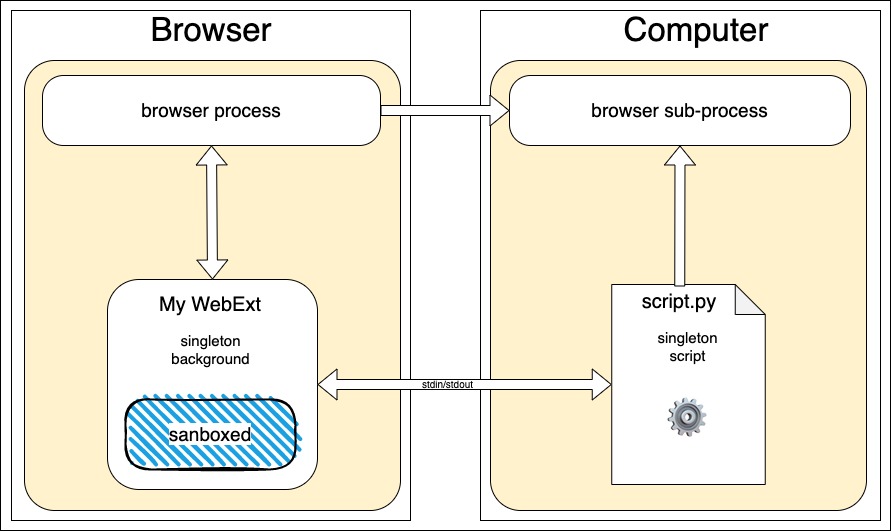 Browser
Computer
browser process
browser sub-process
My WebExt
singleton
background
sanboxed
stdin/stdout
script.py
singleton
script